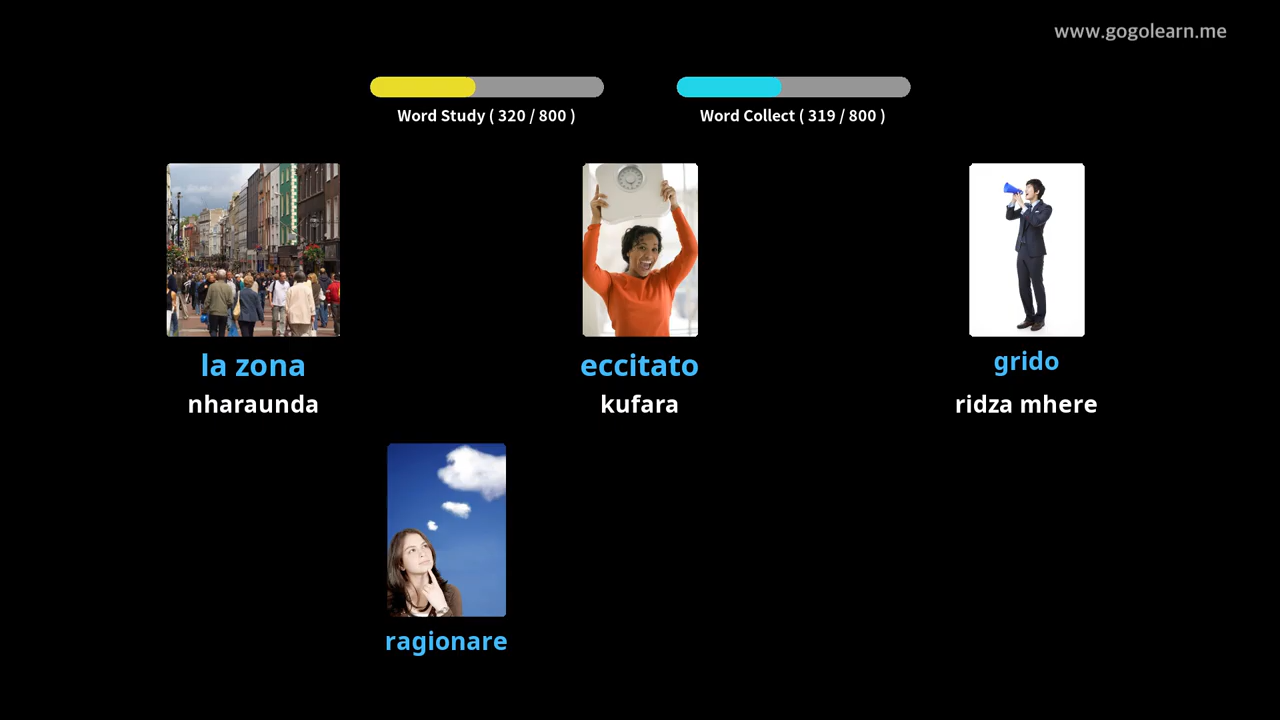 www.gogolearn.me
Word Study ( 320 / 800 )
Word Collect ( 319 / 800 )
la zona
eccitato
grido
nharaunda
kufara
ridza mhere
ragionare